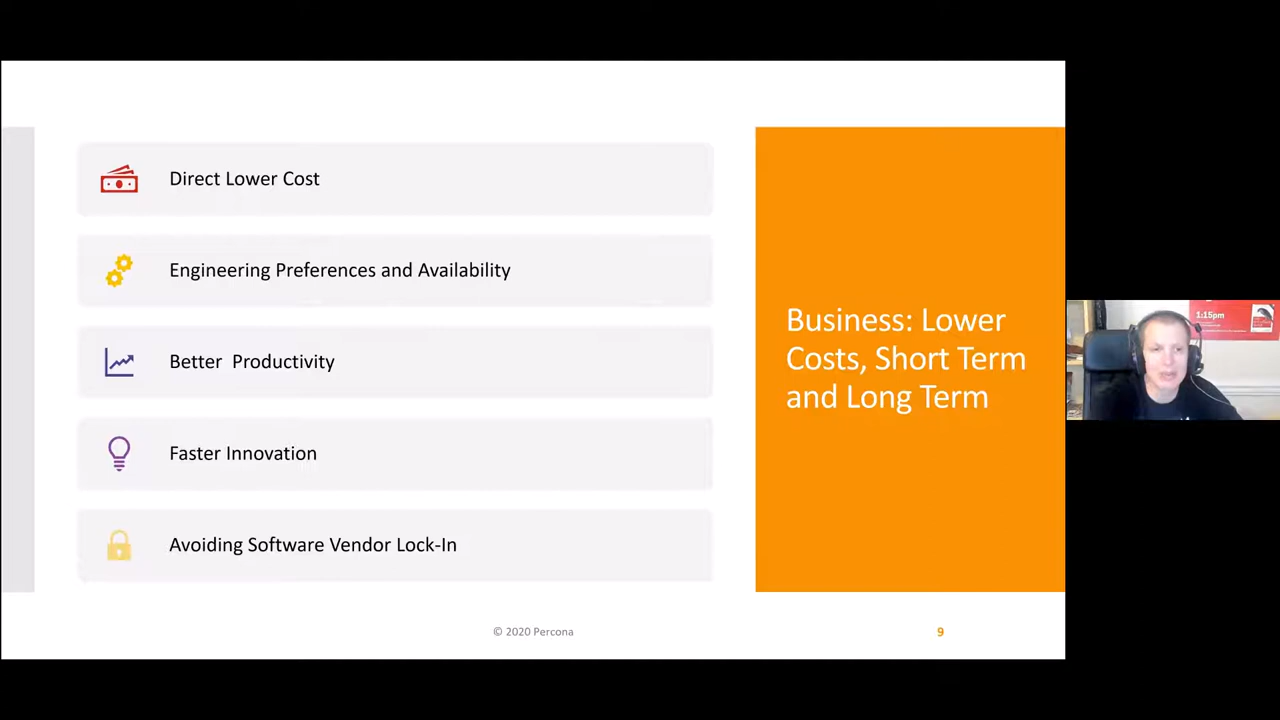 Direct Lower Cost
Engineering Preferences and Availability
Better  Productivity
Faster Innovation
Avoiding Software Vendor Lock-In
Business: Lower
Costs, Short Term
and Long Term
© 2020 Percona
9
1:15pm